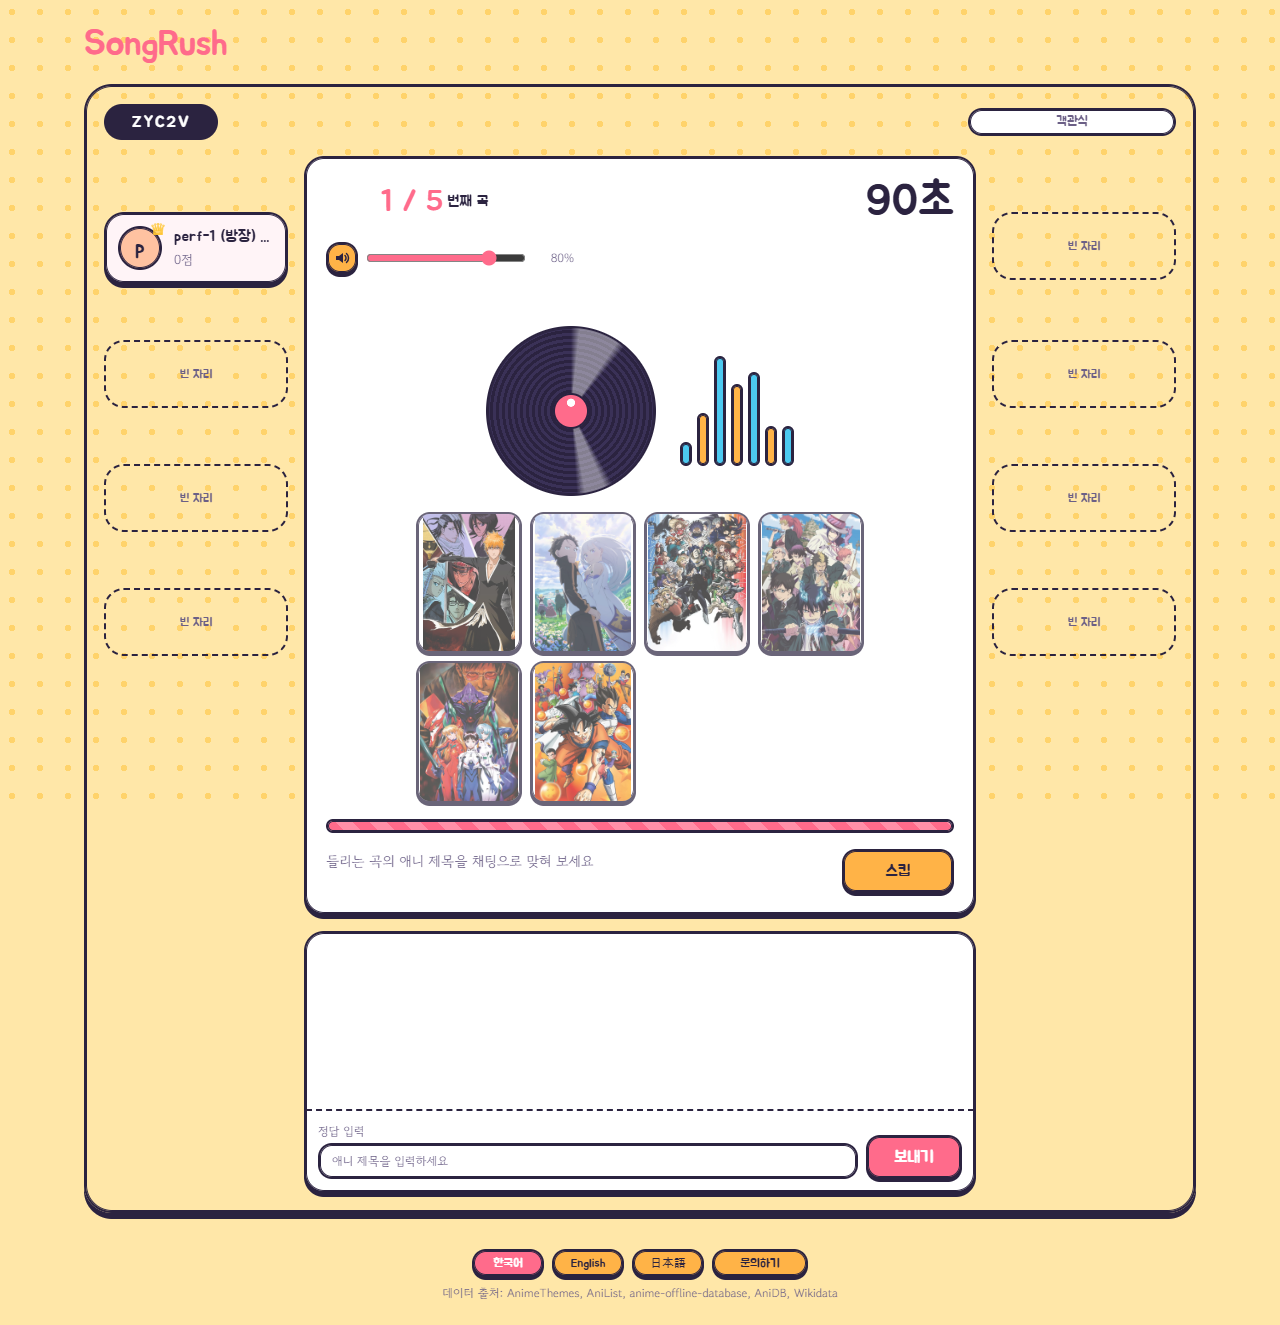 SongRush
ZYC2V
객관식
1 / 5 번째 곡
90초
P
perf-1 (방장) ...
0점
80%
빈 자리
빈 자리
빈 자리
빈 자리
빈 자리
빈 자리
빈 자리
들리는 곡의 애니 제목을 채팅으로 맞혀 보세요
스킵
정답 입력
애니 제목을 입력하세요
보내기
한국어
English
日本語
문의하기
데이터 출처: AnimeThemes, AniList, anime-offline-database, AniDB, Wikidata